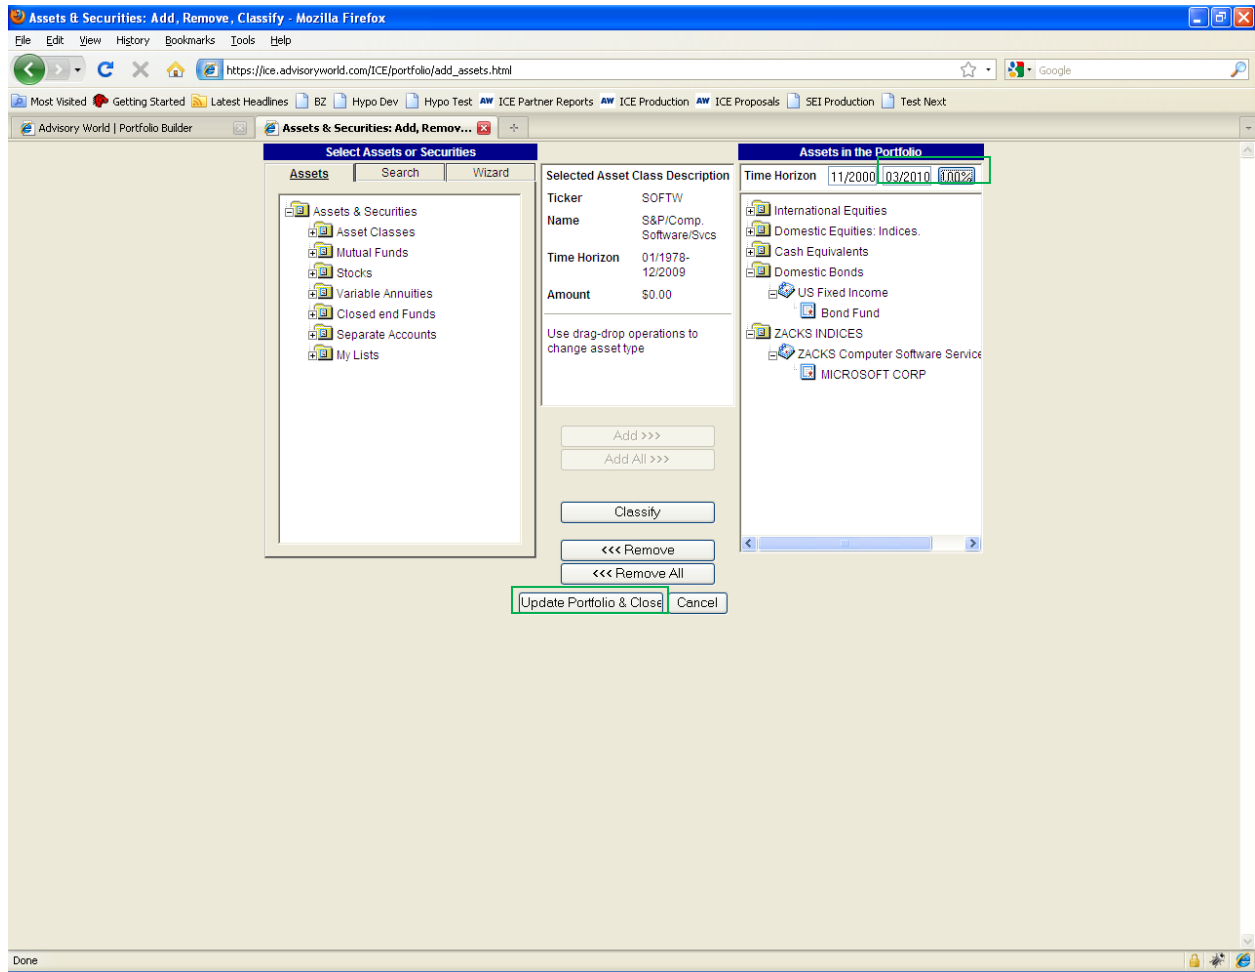 Assets & Securities: Add, Remove, Classify - Mozilla Firefox
File Edit View History Bookmarks Tools Help
https://ice.advisoryworld.com/ICE/portfolio/add_assets.html
Google
Most Visited Getting Started Latest Headlines BZ Hypo Dev Hypo Test AW ICE Partner Reports AW ICE Production AW ICE Proposals SEI Production Test Next
Advisory World | Portfolio Builder
Assets & Securities: Add, Remov...
Select Assets or Securities
Assets Search Wizard
Assets & Securities
Asset Classes
Mutual Funds
Stocks
Variable Annuities
Closed end Funds
Separate Accounts
My Lists
Selected Asset Class Description
Ticker SOFTW
Name S&P/Comp.
Software/Svcs
Time Horizon 01/1978-
12/2009
Amount $0.00
Use drag-drop operations to
change asset type
Add >>>
Add All >>>
Classify
<<< Remove
<<< Remove All
Update Portfolio & Close Cancel
Assets in the Portfolio
Time Horizon 11/2000 03/2010 100%
International Equities
Domestic Equities: Indices.
Cash Equivalents
Domestic Bonds
US Fixed Income
Bond Fund
ZACKS INDICES
ZACKS Computer Software Service
MICROSOFT CORP
Done